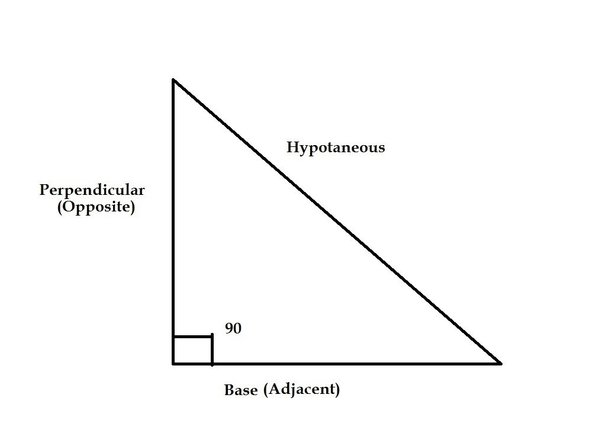 Hypotaneous
Perpendicular
(Opposite)
90
Base (Adjacent)